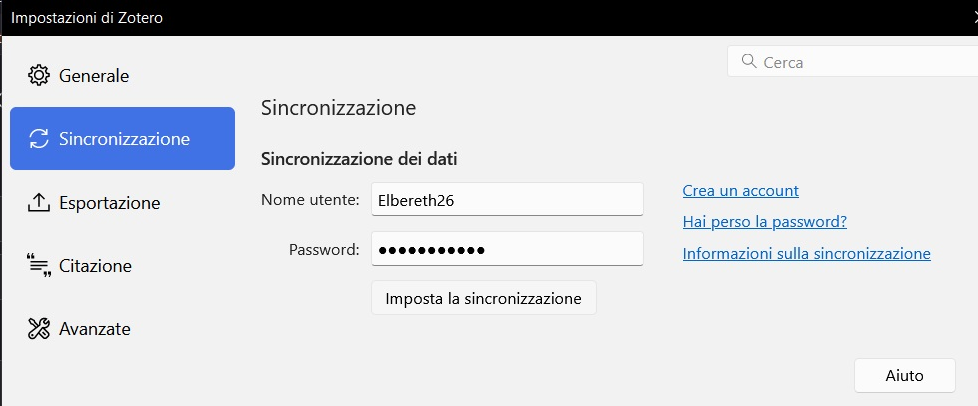 Impostazioni di Zotero
Generale
Cerca
Sincronizzazione
Sincronizzazione
Sincronizzazione dei dati
Esportazione
Nome utente: Elbereth26
Crea un account
Hai perso la password?
Password: ●●●●●●●●●●●
Informazioni sulla sincronizzazione
Citazione
Imposta la sincronizzazione
Avanzate
Aiuto